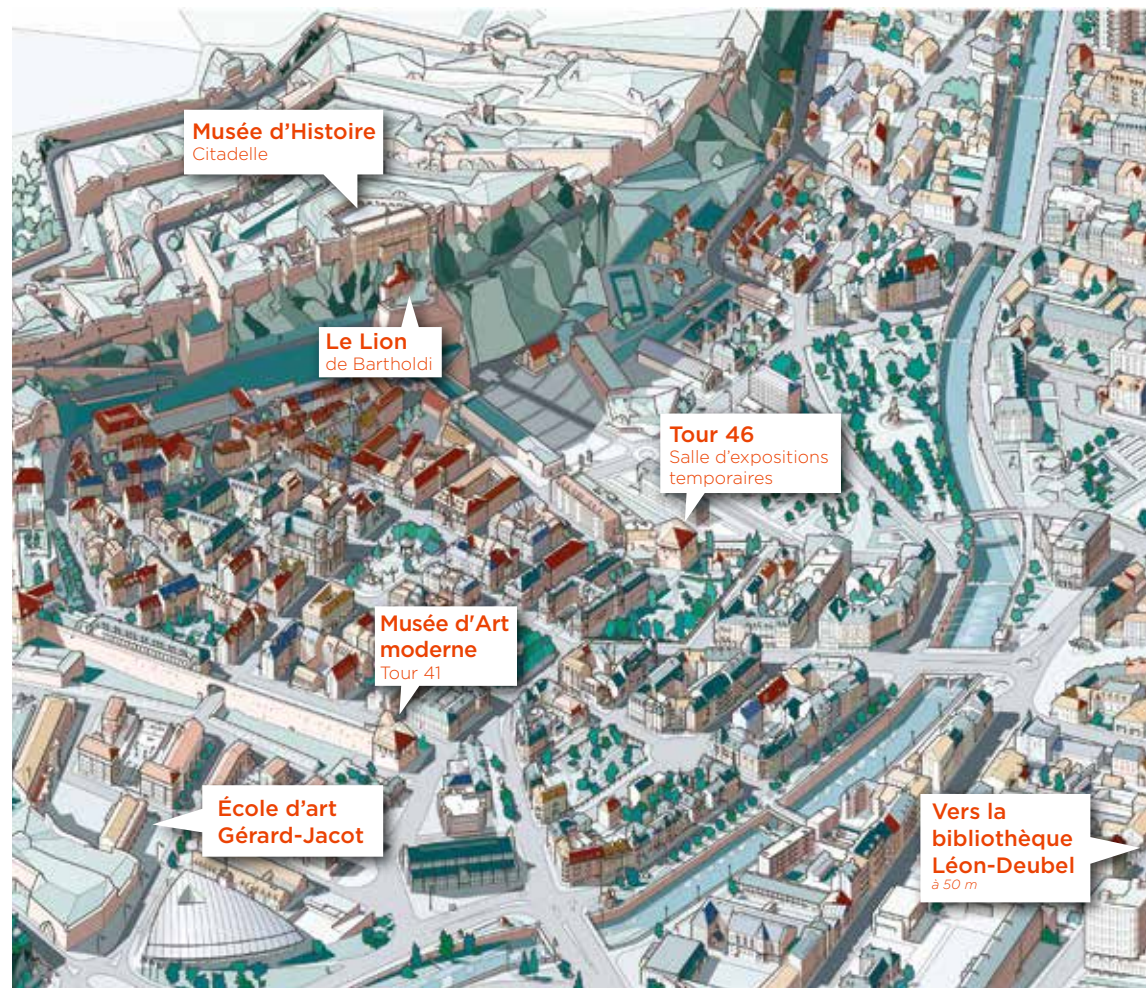 Musée d'Histoire
Citadelle
Le Lion
de Bartholdi
Tour 46
Salle d'expositions
temporaires
Musée d'Art
moderne
Tour 41
École d'art
Gérard-Jacot
Vers la
bibliothèque
Léon-Deubel
à 50 m